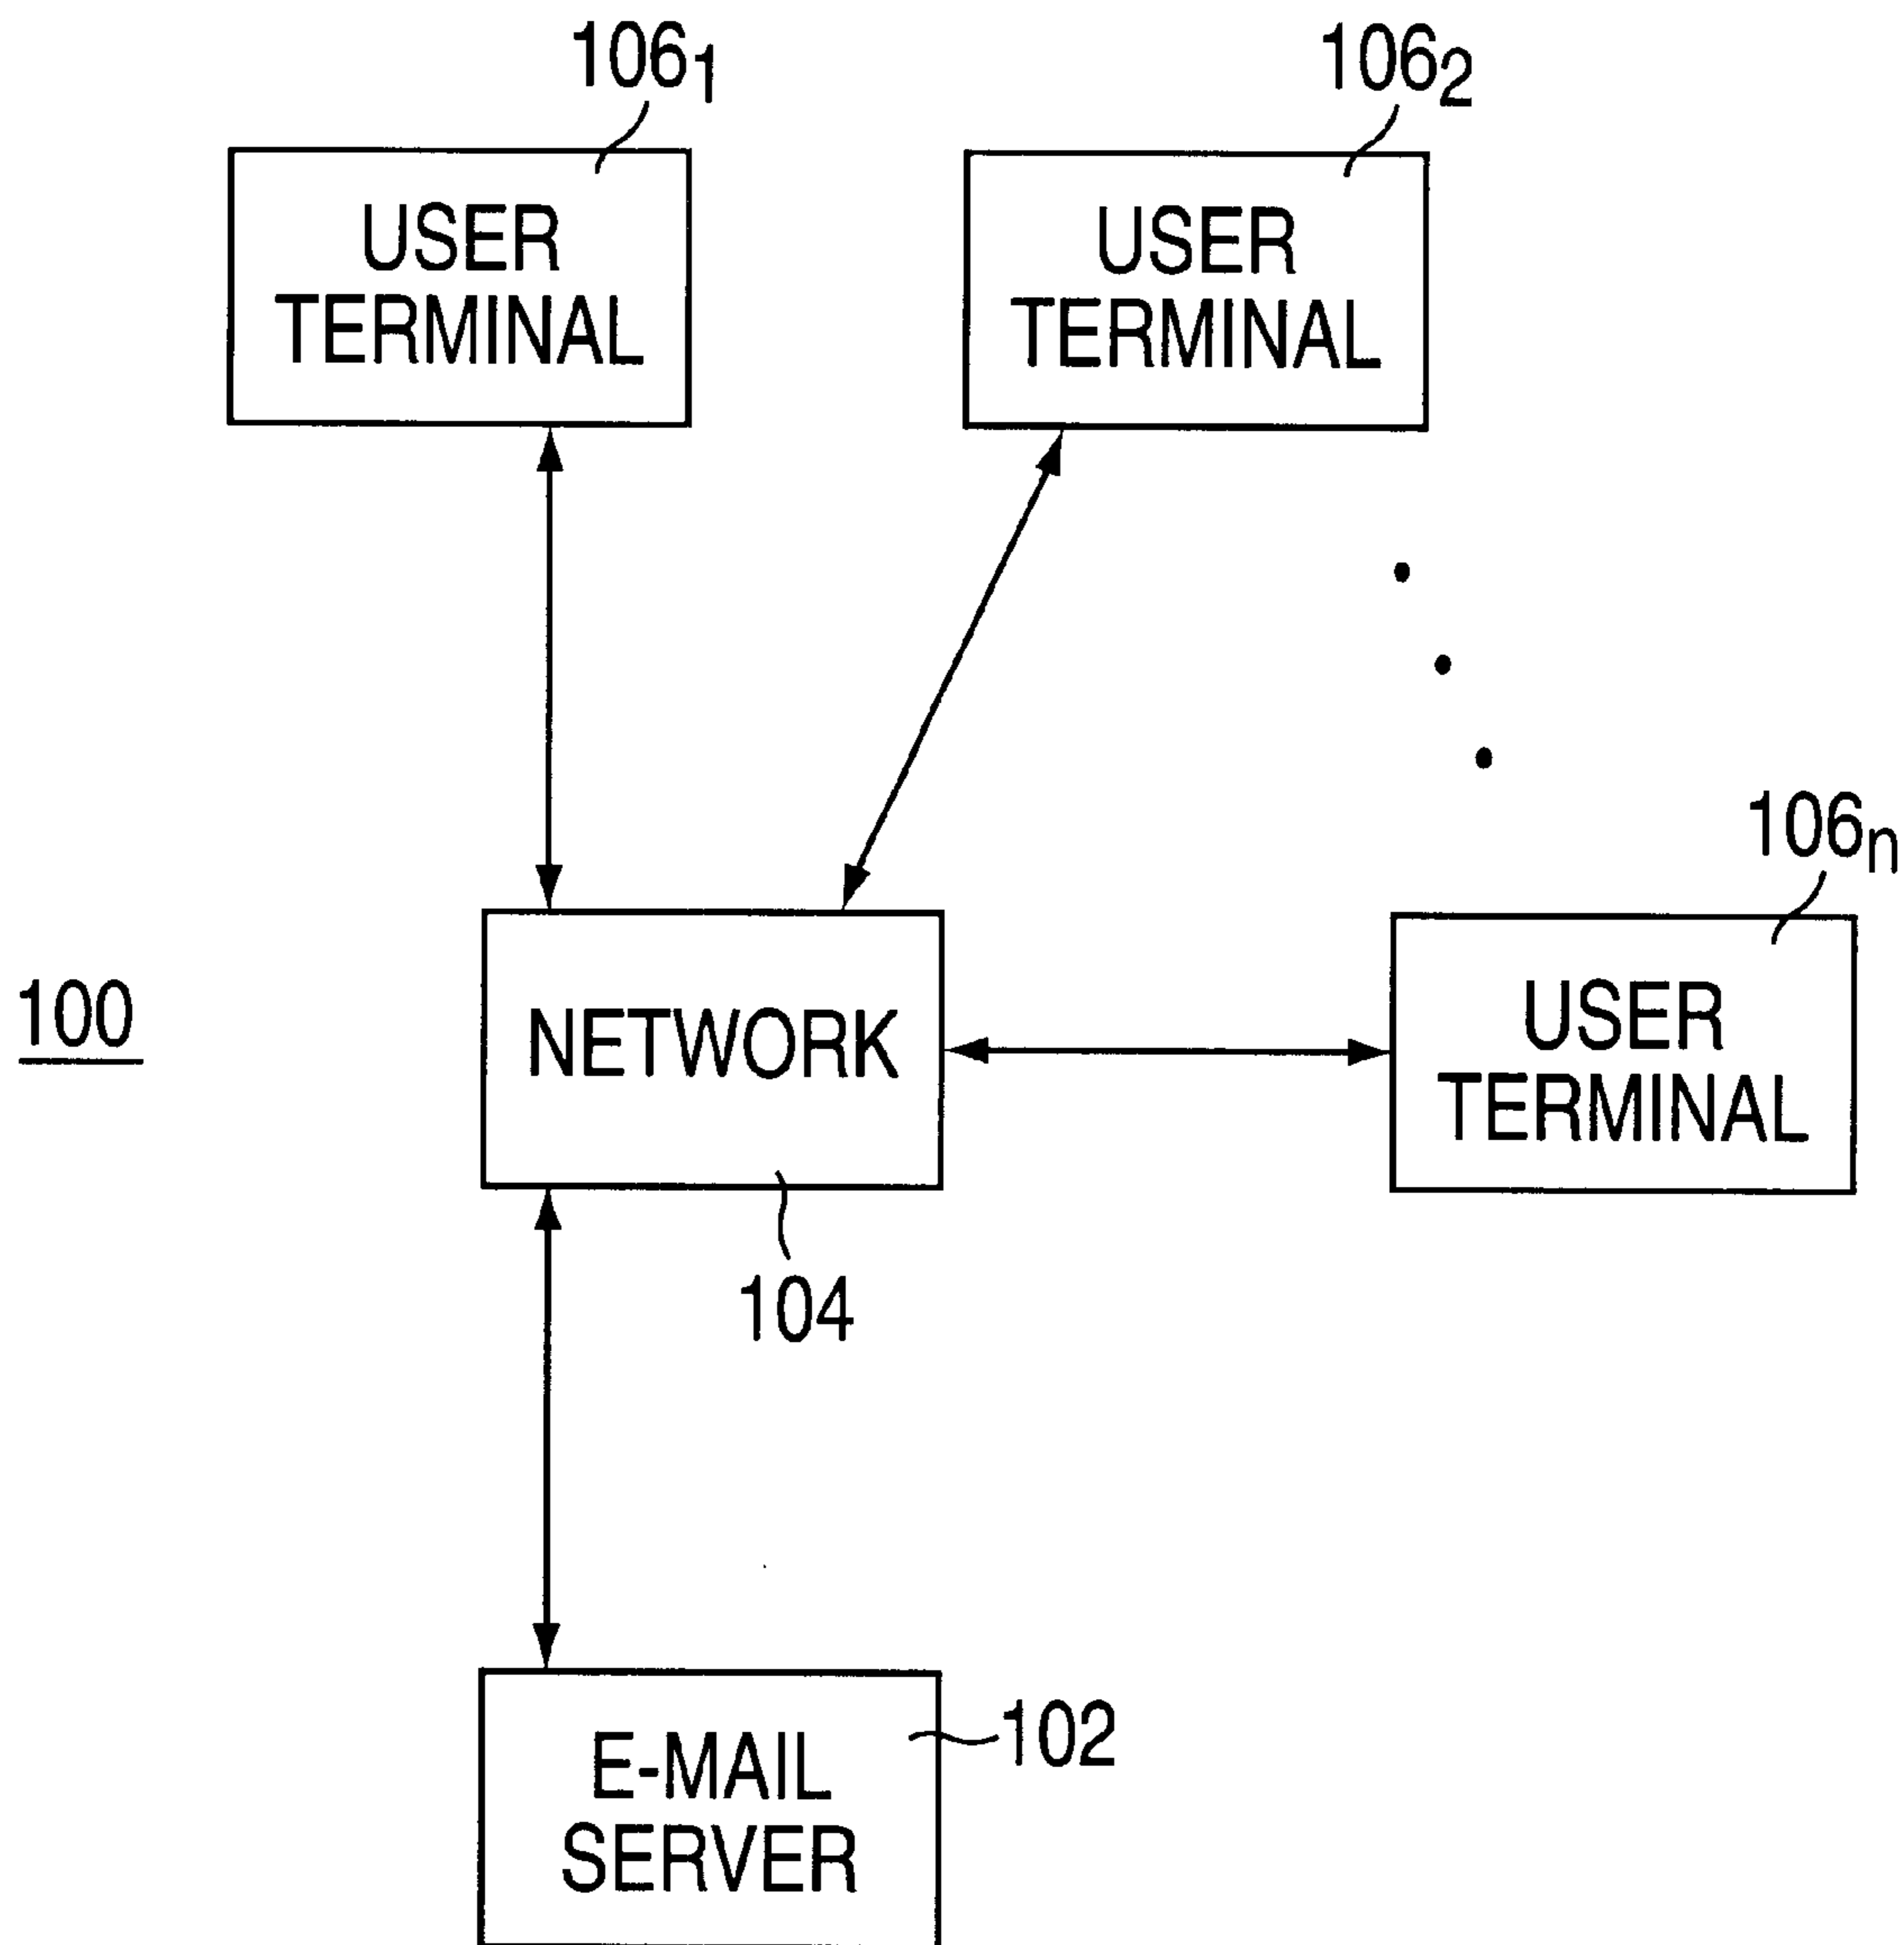 106₁
106₂
USER
TERMINAL
USER
TERMINAL
106ₙ
100
NETWORK
USER
TERMINAL
104
102
E-MAIL
SERVER